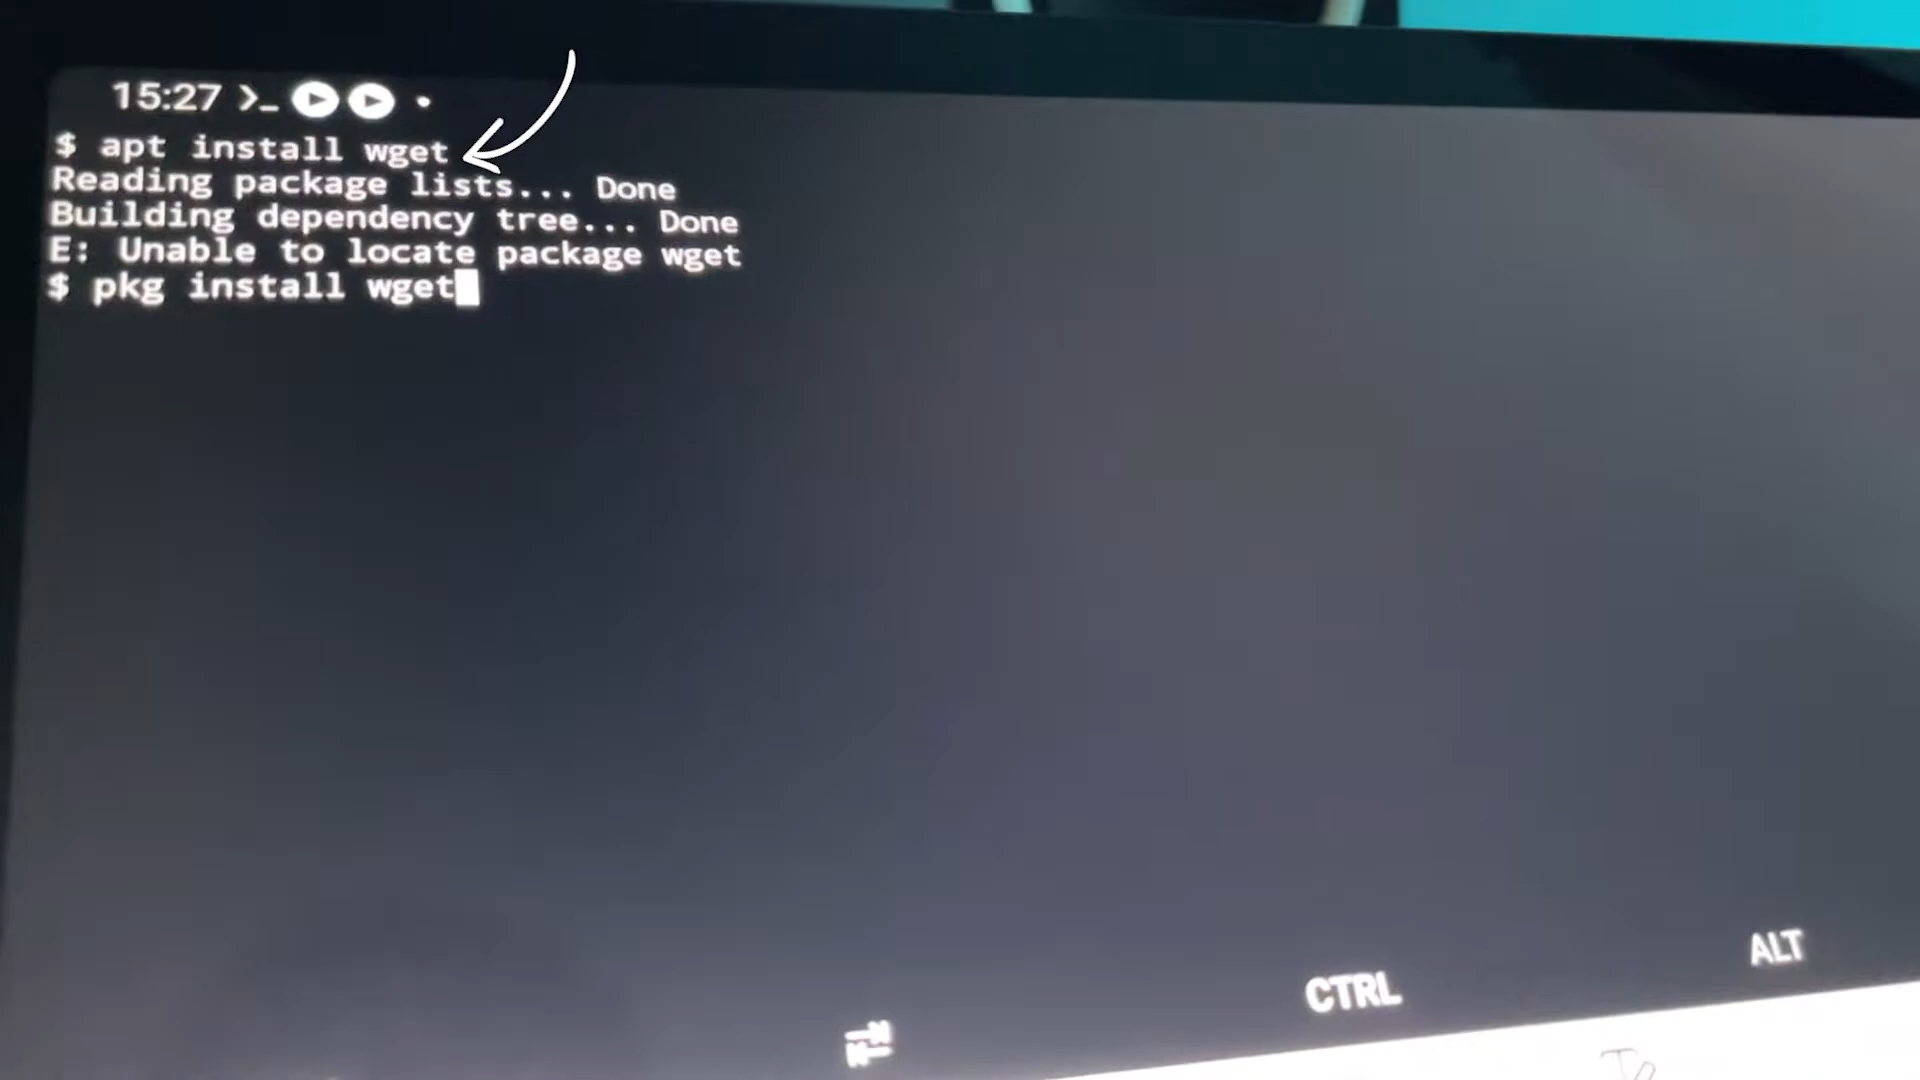 15:27 >_
$ apt install wget
Reading package lists... Done
Building dependency tree... Done
E: Unable to locate package wget
$ pkg install wget
CTRL
ALT